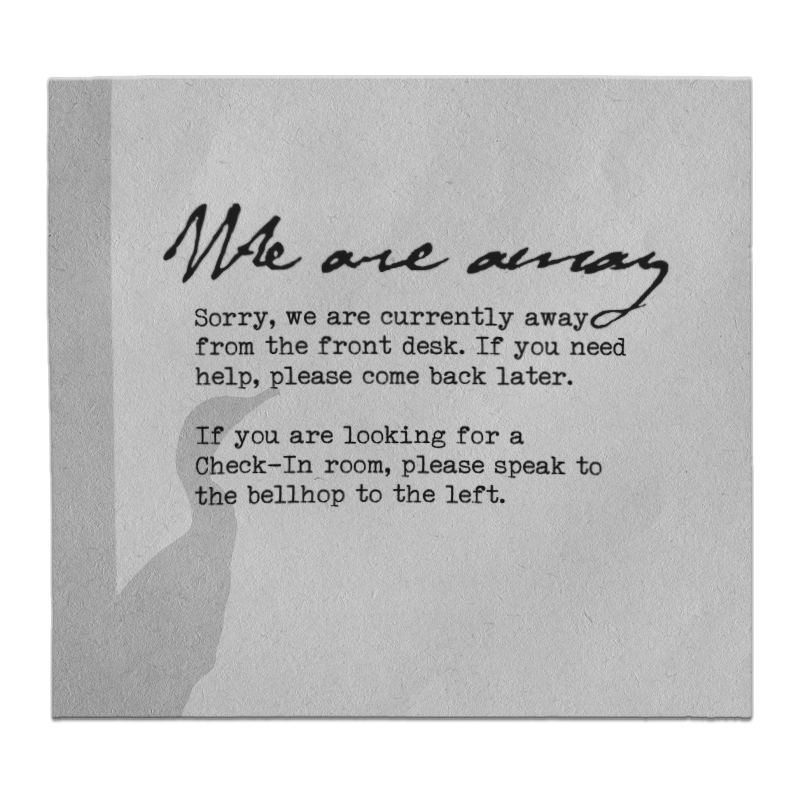 We are away
Sorry, we are currently away
from the front desk. If you need
help, please come back later.
If you are looking for a
Check-In room, please speak to
the bellhop to the left.